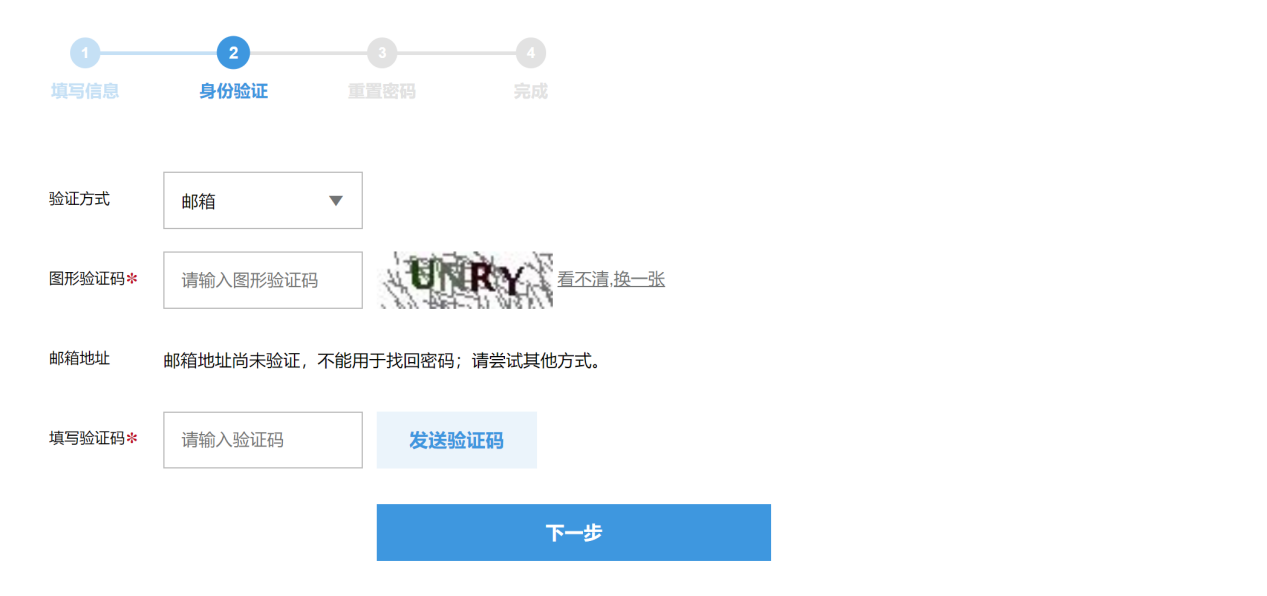 1 2 3 4
填写信息 身份验证 重置密码 完成
验证方式 邮箱
图形验证码* 请输入图形验证码 UNRY 看不清,换一张
邮箱地址 邮箱地址尚未验证，不能用于找回密码；请尝试其他方式。
填写验证码* 请输入验证码 发送验证码
下一步